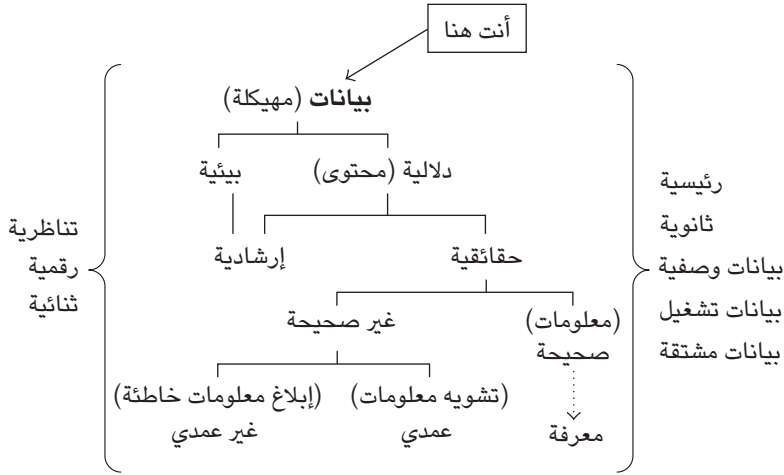 أنت هنا
بيانات (مهيكلة)
دلالية (محتوى)
بيئية
حقائقية
إرشادية
(معلومات)
صحيحة
غير صحيحة
معرفة
(تشويه معلومات)
عمدي
(إبلاغ معلومات خاطئة)
غير عمدي
رئيسية
ثانوية
بيانات وصفية
بيانات تشغيل
بيانات مشتقة
تناظرية
رقمية
ثنائية